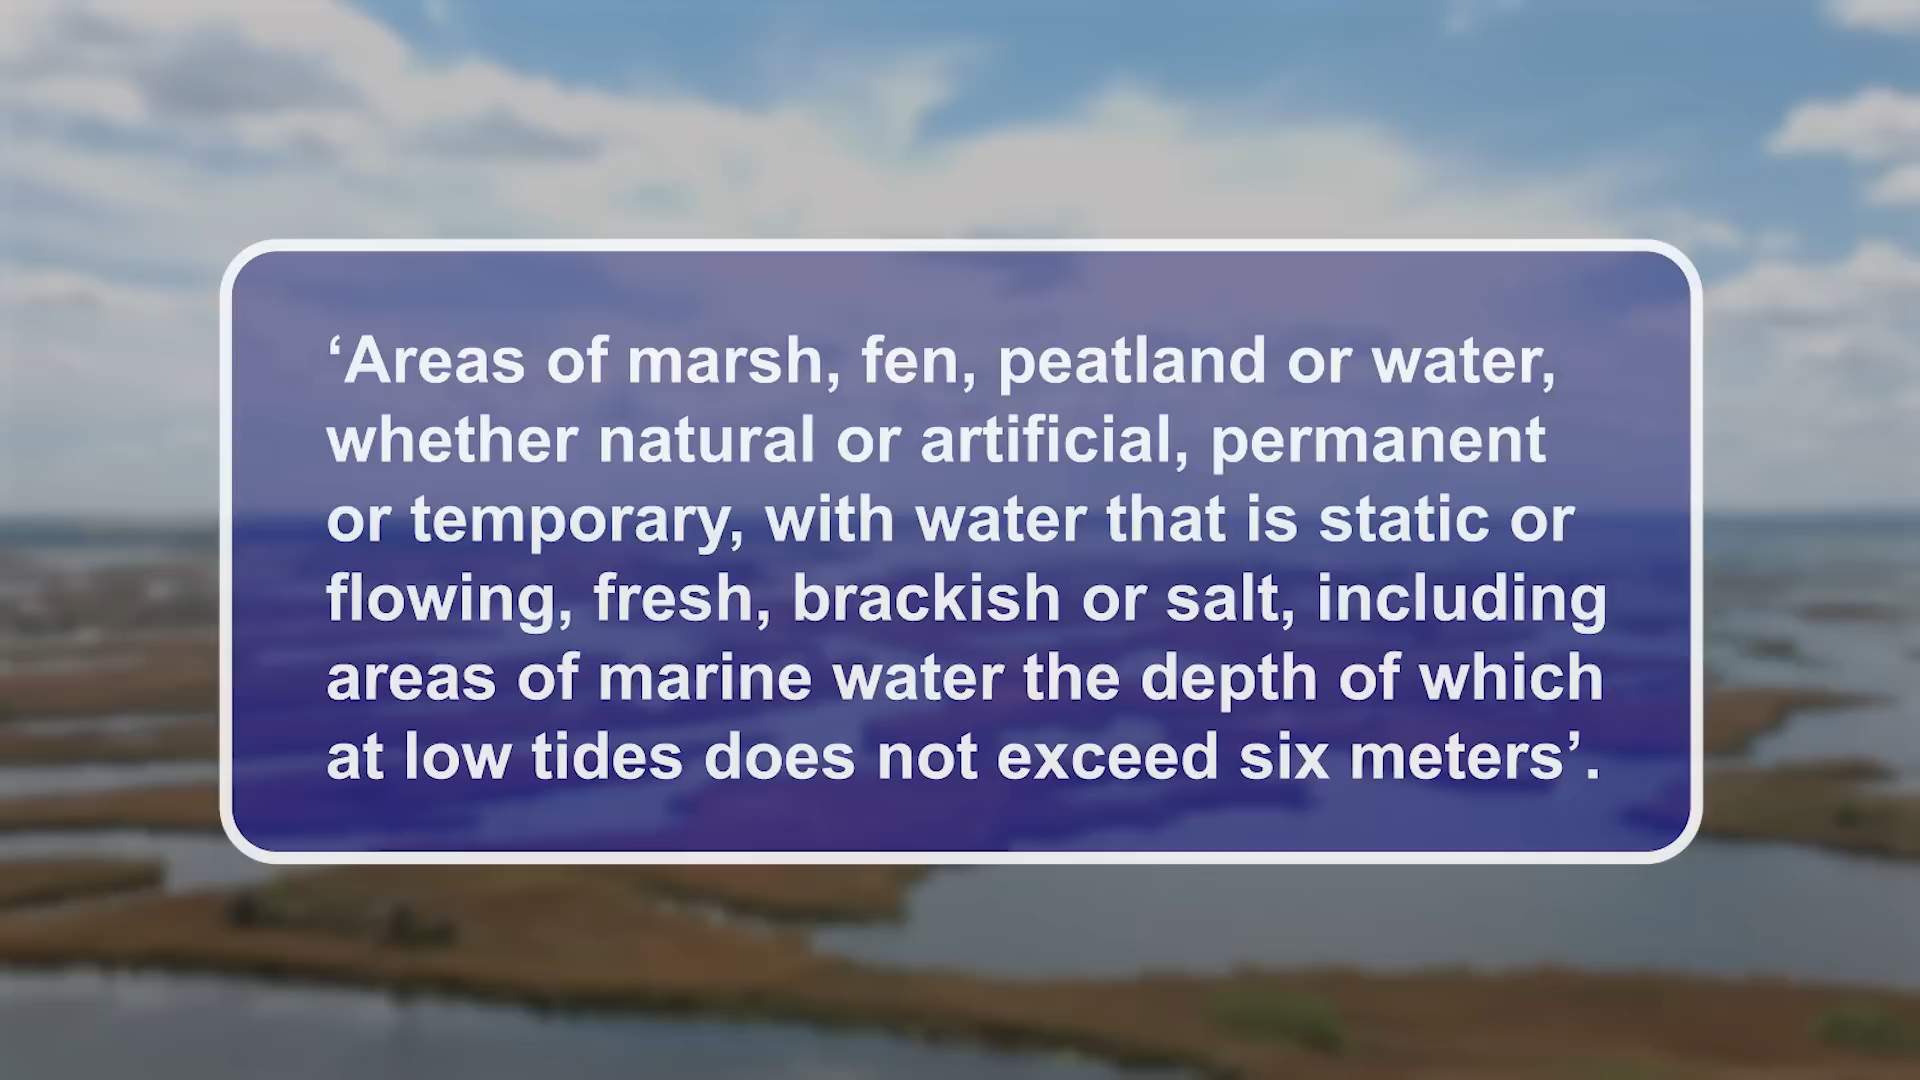 ‘Areas of marsh, fen, peatland or water,
whether natural or artificial, permanent
or temporary, with water that is static or
flowing, fresh, brackish or salt, including
areas of marine water the depth of which
at low tides does not exceed six meters’.